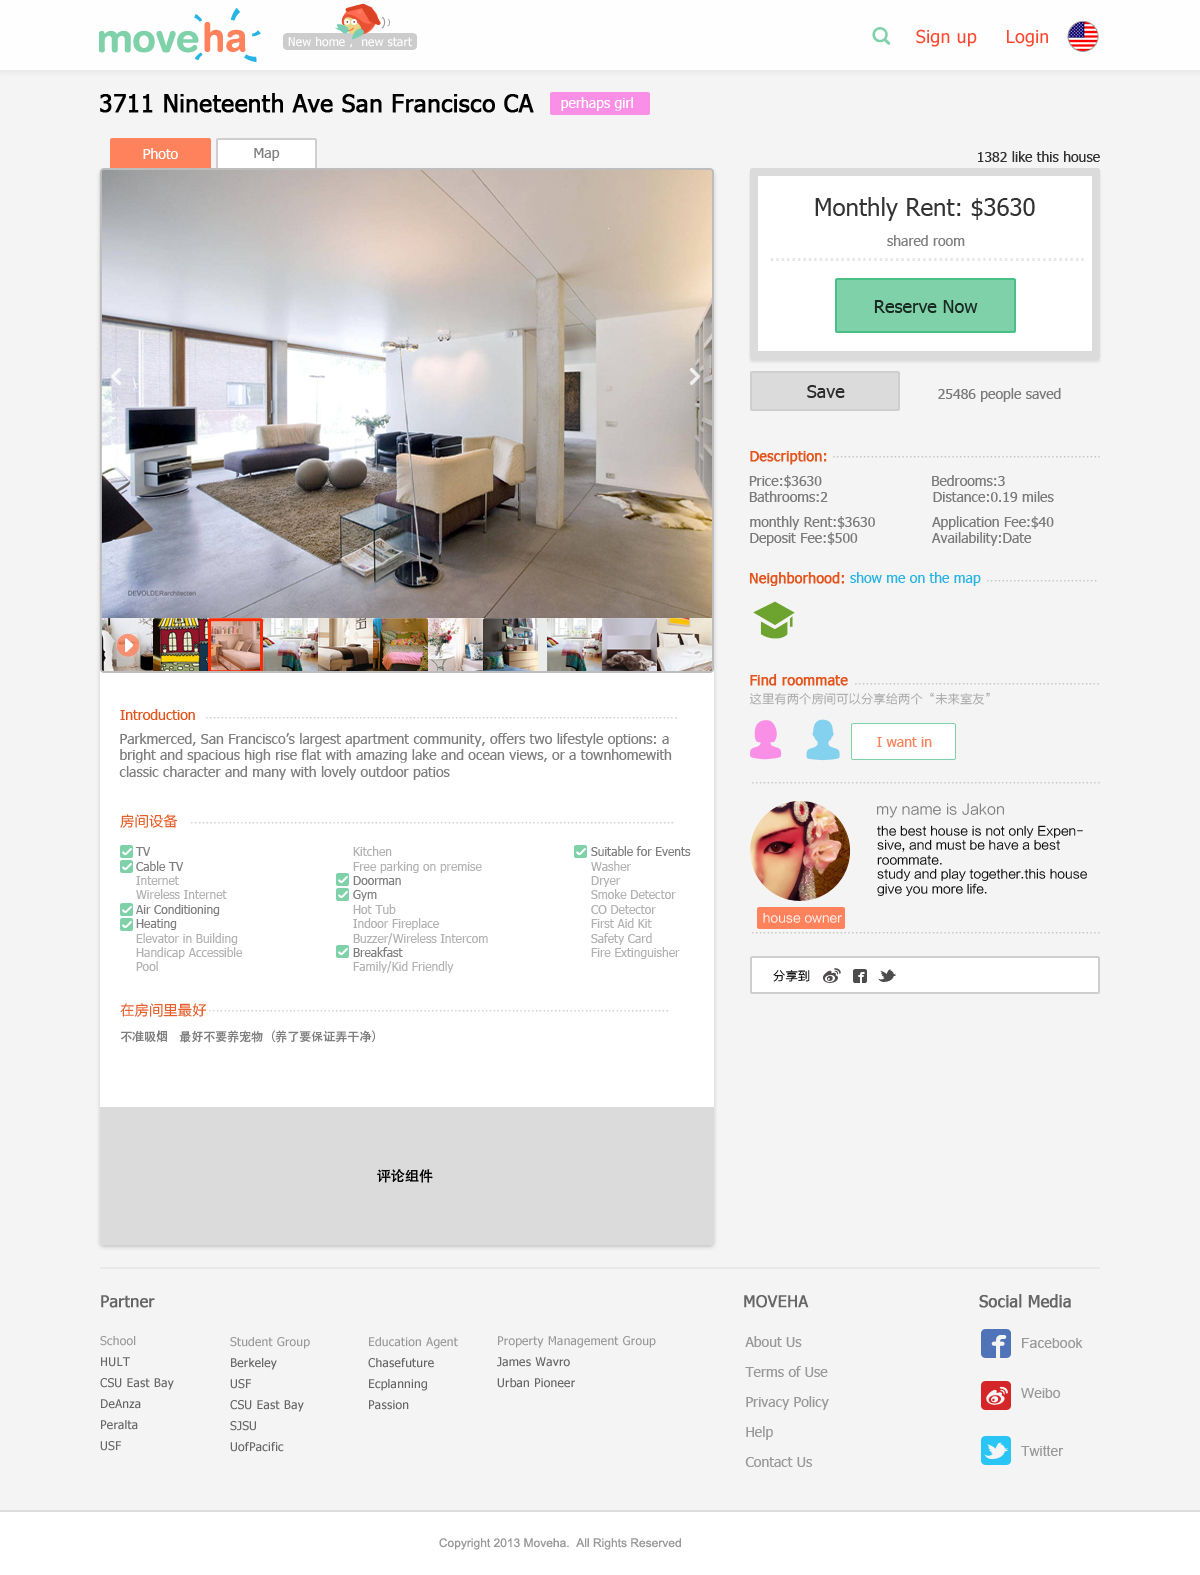 moveha
New home , new start
Sign up
Login
3711 Nineteenth Ave San Francisco CA
perhaps girl
Photo
Map
1382 like this house
Monthly Rent: $3630
shared room
Reserve Now
Save
25486 people saved
DEVOLDERarchitecten
Description:
Price:$3630
Bedrooms:3
Bathrooms:2
Distance:0.19 miles
monthly Rent:$3630
Application Fee:$40
Deposit Fee:$500
Availability:Date
Neighborhood: show me on the map
Find roommate
这里有两个房间可以分享给两个“未来室友”
I want in
my name is Jakon
the best house is not only Expen-
sive, and must be have a best
roommate.
study and play together.this house
give you more life.
house owner
分享到
Introduction
Parkmerced, San Francisco’s largest apartment community, offers two lifestyle options: a
bright and spacious high rise flat with amazing lake and ocean views, or a townhomewith
classic character and many with lovely outdoor patios
房间设备
TV
Cable TV
Internet
Wireless Internet
Air Conditioning
Heating
Elevator in Building
Handicap Accessible
Pool
Kitchen
Free parking on premise
Doorman
Gym
Hot Tub
Indoor Fireplace
Buzzer/Wireless Intercom
Breakfast
Family/Kid Friendly
Suitable for Events
Washer
Dryer
Smoke Detector
CO Detector
First Aid Kit
Safety Card
Fire Extinguisher
在房间里最好
不准吸烟 最好不要养宠物（养了要保证弄干净）
评论组件
Partner
School
HULT
CSU East Bay
DeAnza
Peralta
USF
Student Group
Berkeley
USF
CSU East Bay
SJSU
UofPacific
Education Agent
Chasefuture
Ecplanning
Passion
Property Management Group
James Wavro
Urban Pioneer
MOVEHA
About Us
Terms of Use
Privacy Policy
Help
Contact Us
Social Media
Facebook
Weibo
Twitter
Copyright 2013 Moveha. All Rights Reserved